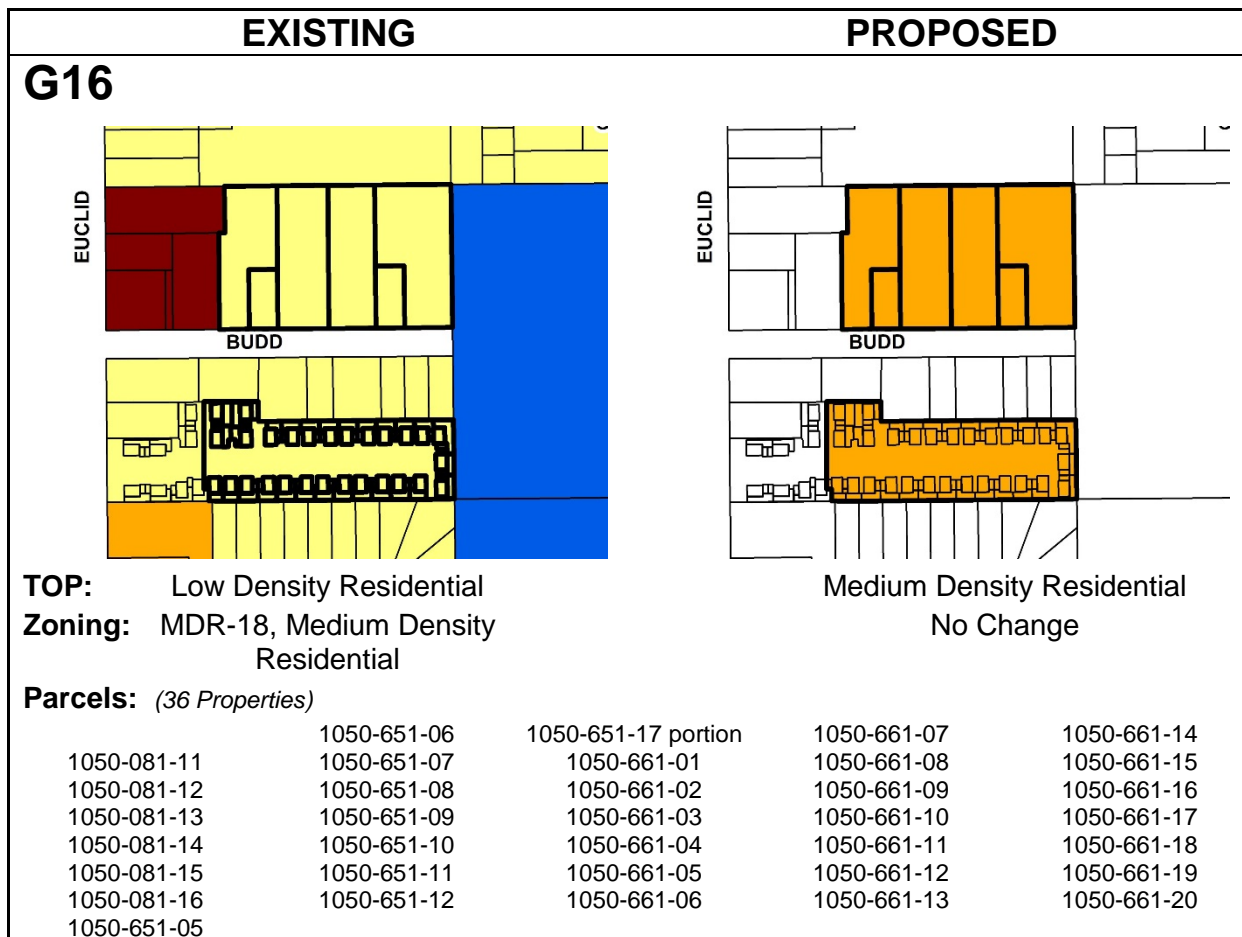 EXISTING PROPOSED
G16
EUCLID
BUDD
EUCLID
BUDD
TOP: Low Density Residential Medium Density Residential
Zoning: MDR-18, Medium Density Residential No Change
Parcels: (36 Properties)
1050-651-06 1050-651-17 portion 1050-661-07 1050-661-14
1050-081-11 1050-651-07 1050-661-01 1050-661-08 1050-661-15
1050-081-12 1050-651-08 1050-661-02 1050-661-09 1050-661-16
1050-081-13 1050-651-09 1050-661-03 1050-661-10 1050-661-17
1050-081-14 1050-651-10 1050-661-04 1050-661-11 1050-661-18
1050-081-15 1050-651-11 1050-661-05 1050-661-12 1050-661-19
1050-081-16 1050-651-12 1050-661-06 1050-661-13 1050-661-20
1050-651-05